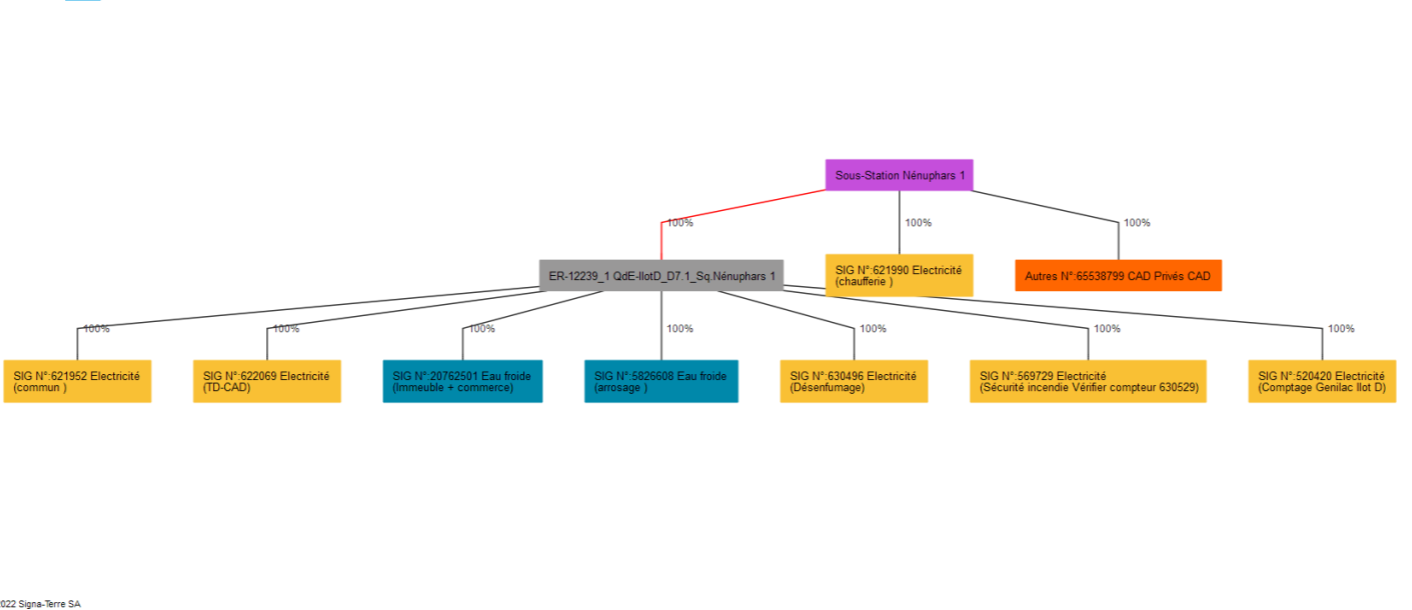 Sous-Station Nénuphars 1
100%
100%
100%
ER-12239_1 QdE-IlotD_D7.1_Sq.Nénuphars 1
SIG N°:621990 Electricité
(chaufferie )
Autres N°:65538799 CAD Privés CAD
100%
100%
100%
100%
100%
100%
100%
SIG N°:621952 Electricité
(commun )
SIG N°:622069 Electricité
(TD-CAD)
SIG N°:20762501 Eau froide
(Immeuble + commerce)
SIG N°:5826608 Eau froide
(arrosage )
SIG N°:630496 Electricité
(Désenfumage)
SIG N°:569729 Electricité
(Sécurité incendie Vérifier compteur 630529)
SIG N°:520420 Electricité
(Comptage Genilac Ilot D)
022 Signa-Terre SA